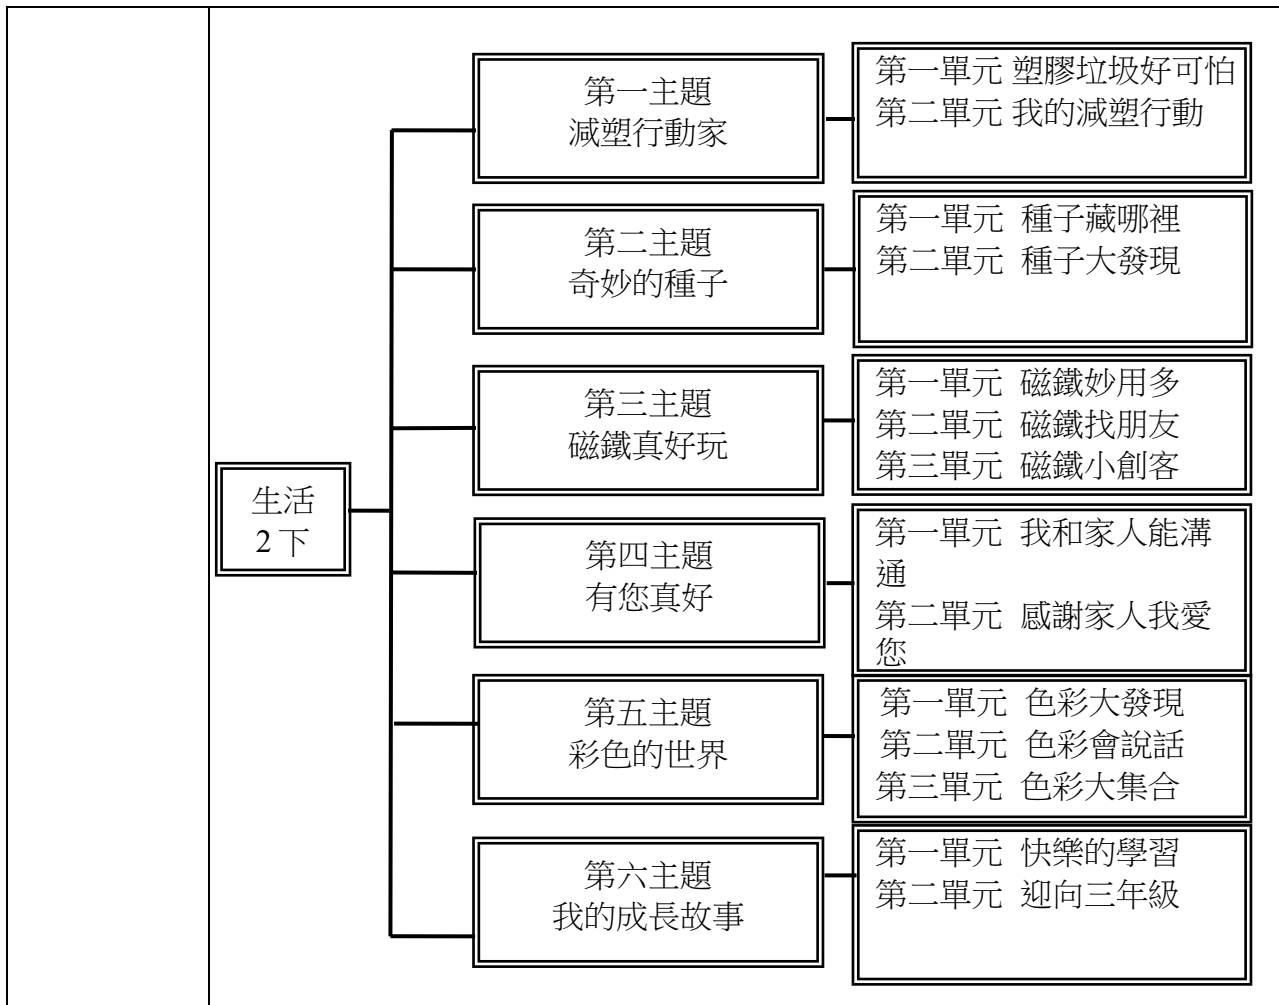 生活
2下
第一主題
減塑行動家
第一單元 塑膠垃圾好可怕
第二單元 我的減塑行動
第二主題
奇妙的種子
第一單元 種子藏哪裡
第二單元 種子大發現
第三主題
磁鐵真好玩
第一單元 磁鐵妙用多
第二單元 磁鐵找朋友
第三單元 磁鐵小創客
第四主題
有您真好
第一單元 我和家人能溝
通
第二單元 感謝家人我愛
您
第五主題
彩色的世界
第一單元 色彩大發現
第二單元 色彩會說話
第三單元 色彩大集合
第六主題
我的成長故事
第一單元 快樂的學習
第二單元 迎向三年級